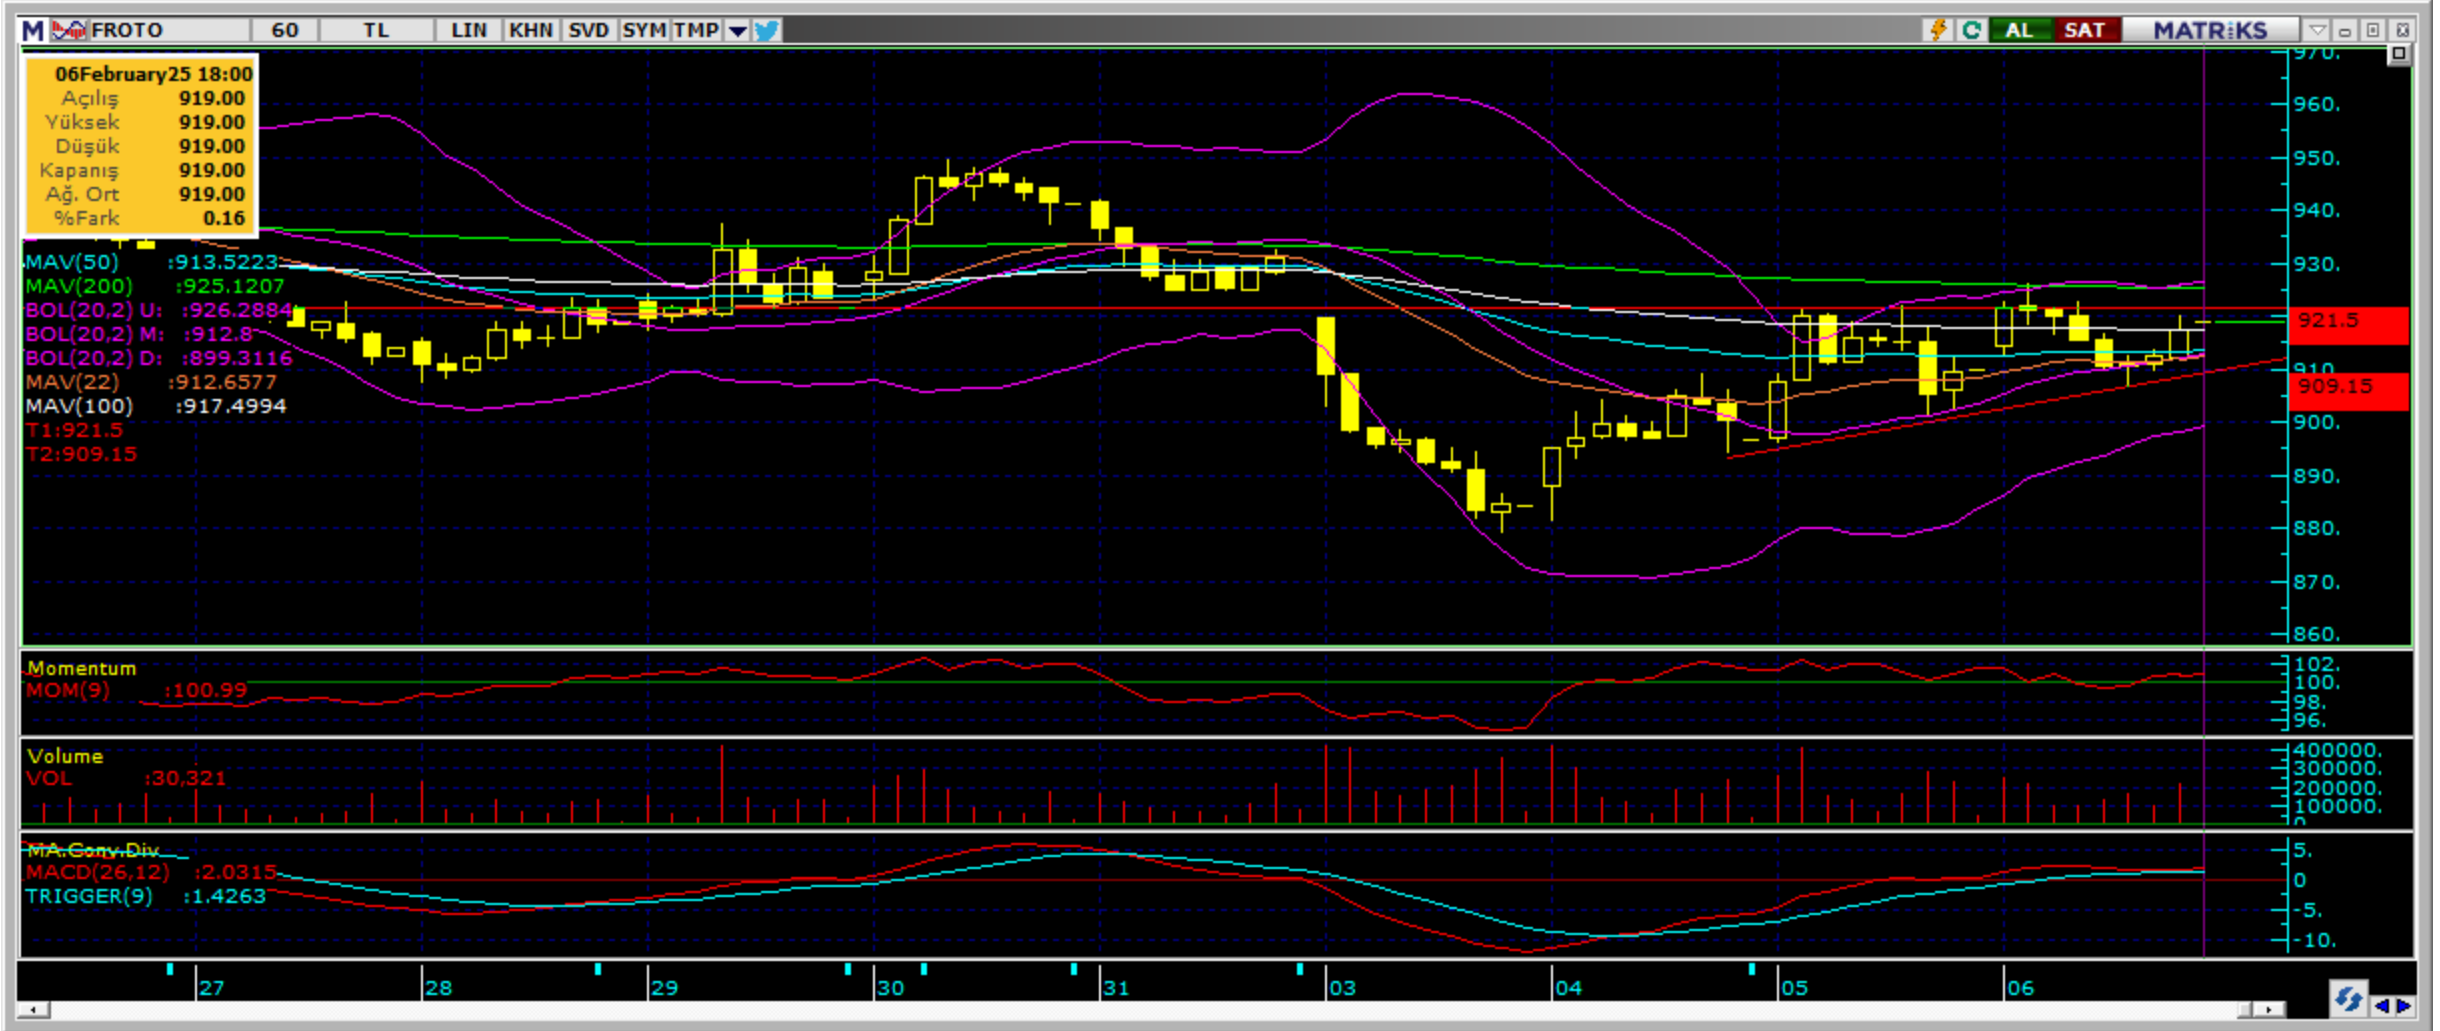 M FROTO 60 TL LIN KHN SVD SYM TMP AL SAT MATRiKS
06February25 18:00
Açılış 919.00
Yüksek 919.00
Düşük 919.00
Kapanış 919.00
Ağ. Ort 919.00
%Fark 0.16
MAV(50) :913.5223
MAV(200) :925.1207
BOL(20,2) U: :926.2884
BOL(20,2) M: :912.8
BOL(20,2) D: :899.3116
MAV(22) :912.6577
MAV(100) :917.4994
T1:921.5
T2:909.15
970.
960.
950.
940.
930.
921.5
910.
909.15
900.
890.
880.
870.
860.
Momentum
MOM(9) :100.99
102.
100.
98.
96.
Volume
VOL :30,321
400000.
300000.
200000.
100000.
0
MA.Conv.Div
MACD(26,12) :2.0315
TRIGGER(9) :1.4263
5.
0
-5.
-10.
27 28 29 30 31 03 04 05 06